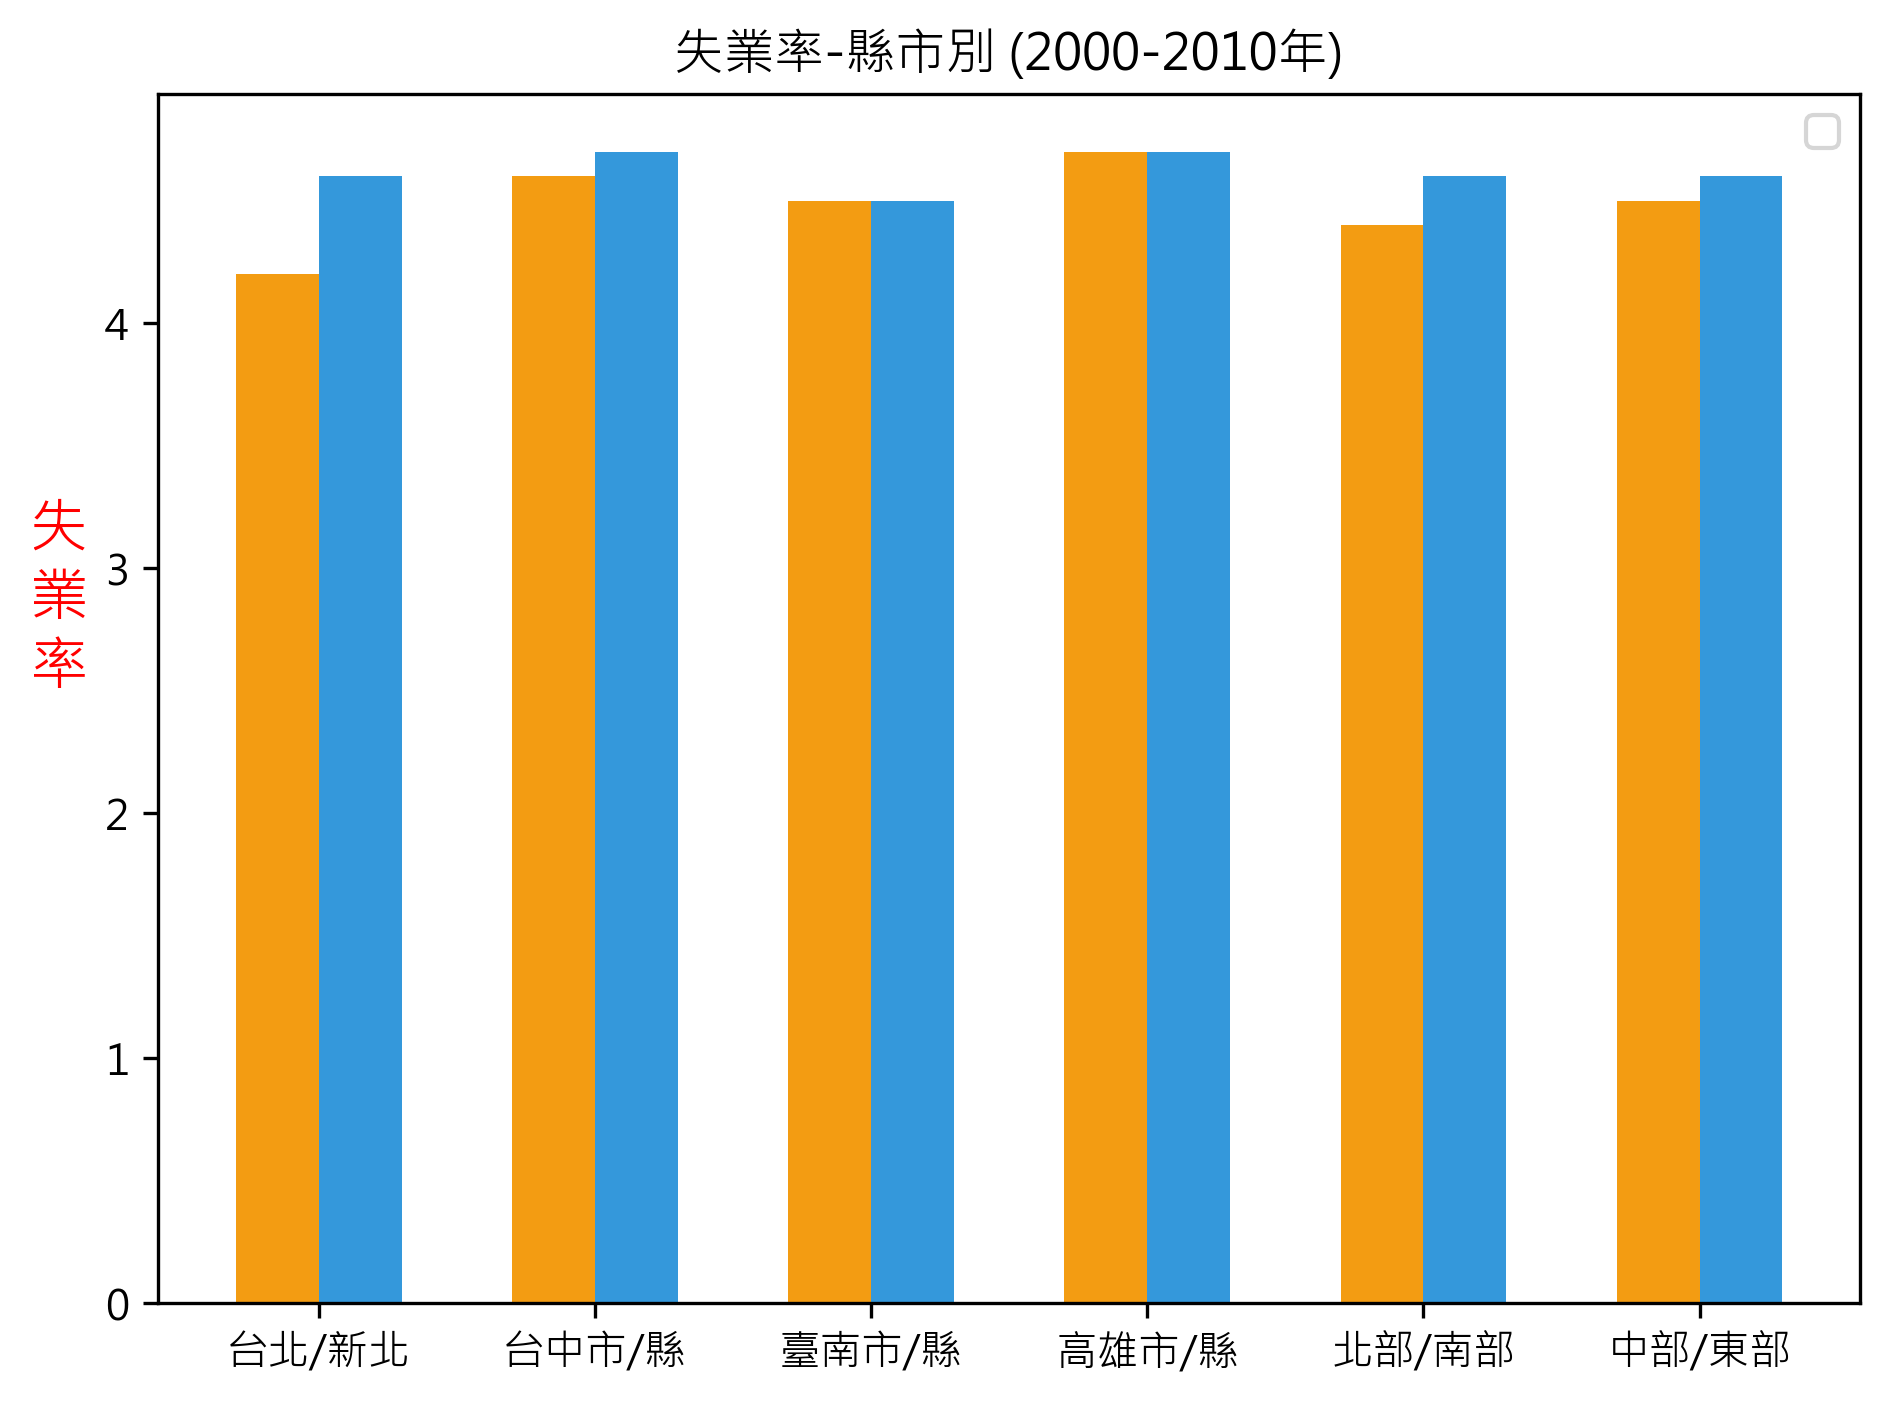 失業率-縣市別 (2000-2010年)
失
業
率
4
3
2
1
0
台北/新北
台中市/縣
臺南市/縣
高雄市/縣
北部/南部
中部/東部